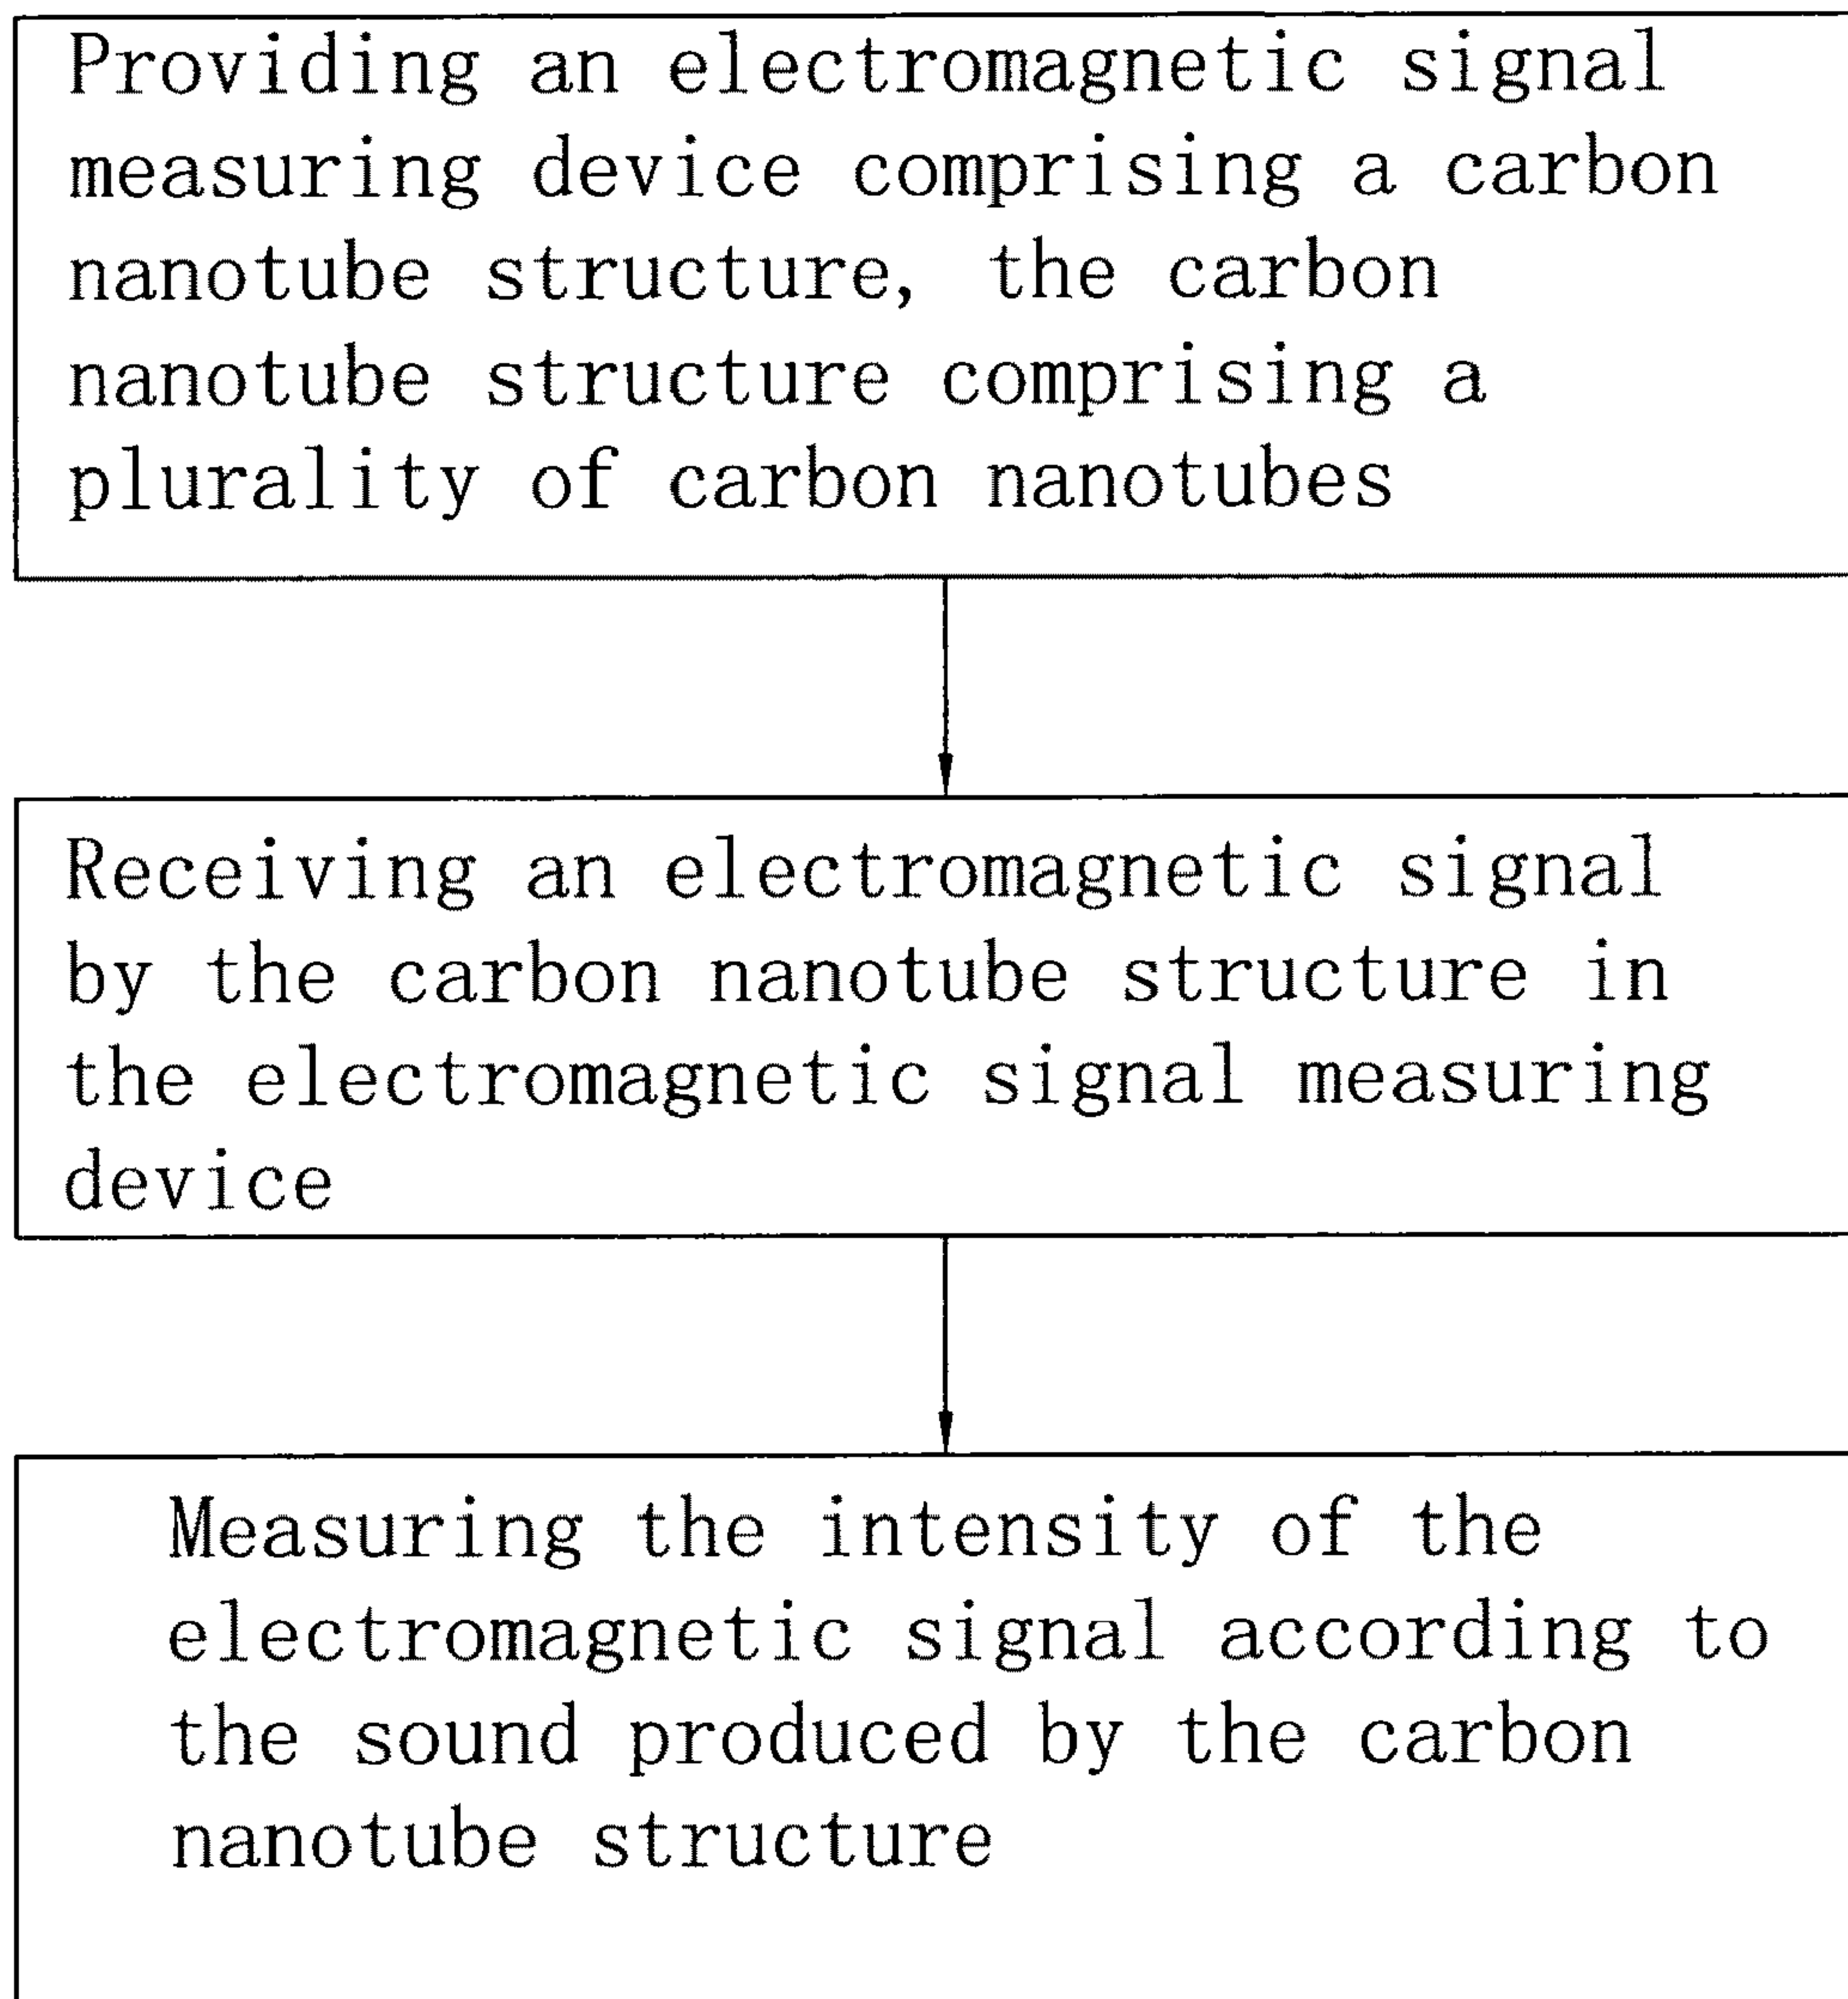 Providing an electromagnetic signal
measuring device comprising a carbon
nanotube structure, the carbon
nanotube structure comprising a
plurality of carbon nanotubes
Receiving an electromagnetic signal
by the carbon nanotube structure in
the electromagnetic signal measuring
device
Measuring the intensity of the
electromagnetic signal according to
the sound produced by the carbon
nanotube structure